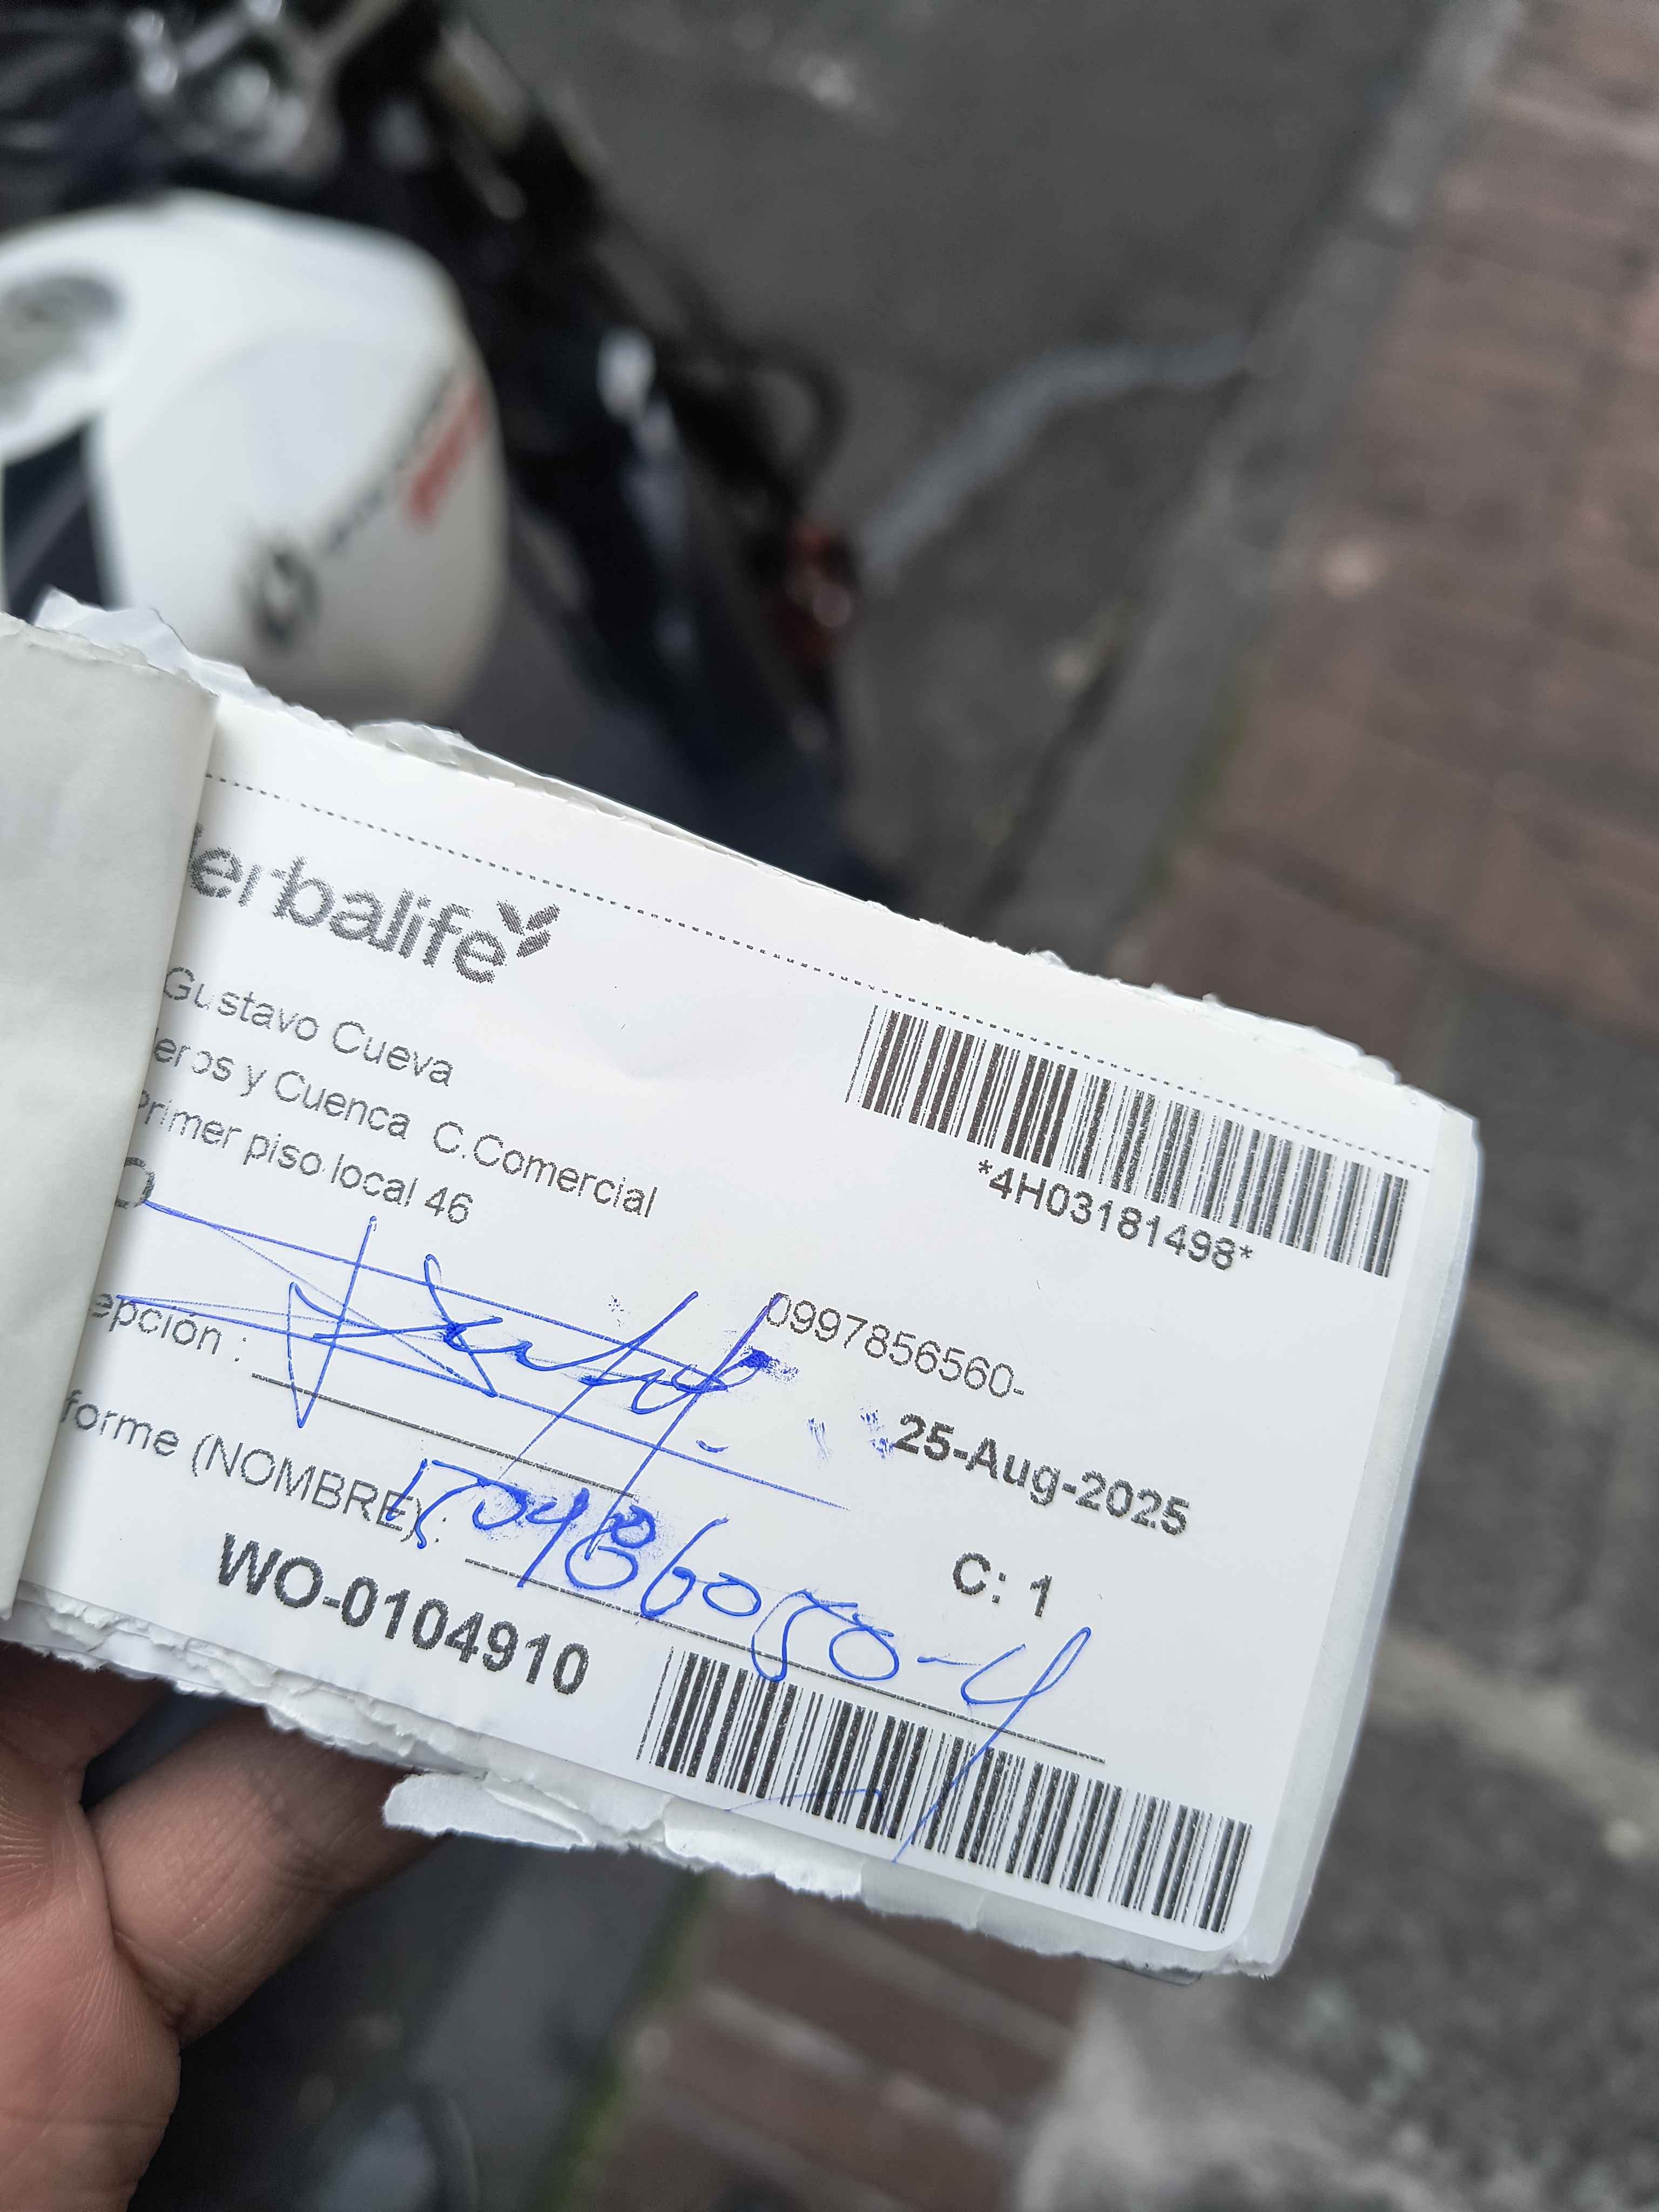 erbalife
Gustavo Cueva
eros y Cuenca C.Comercial
Primer piso local 46
O
*4H03181498*
0997856560-
epción :
25-Aug-2025
forme (NOMBRE) :
C: 1
WO-0104910